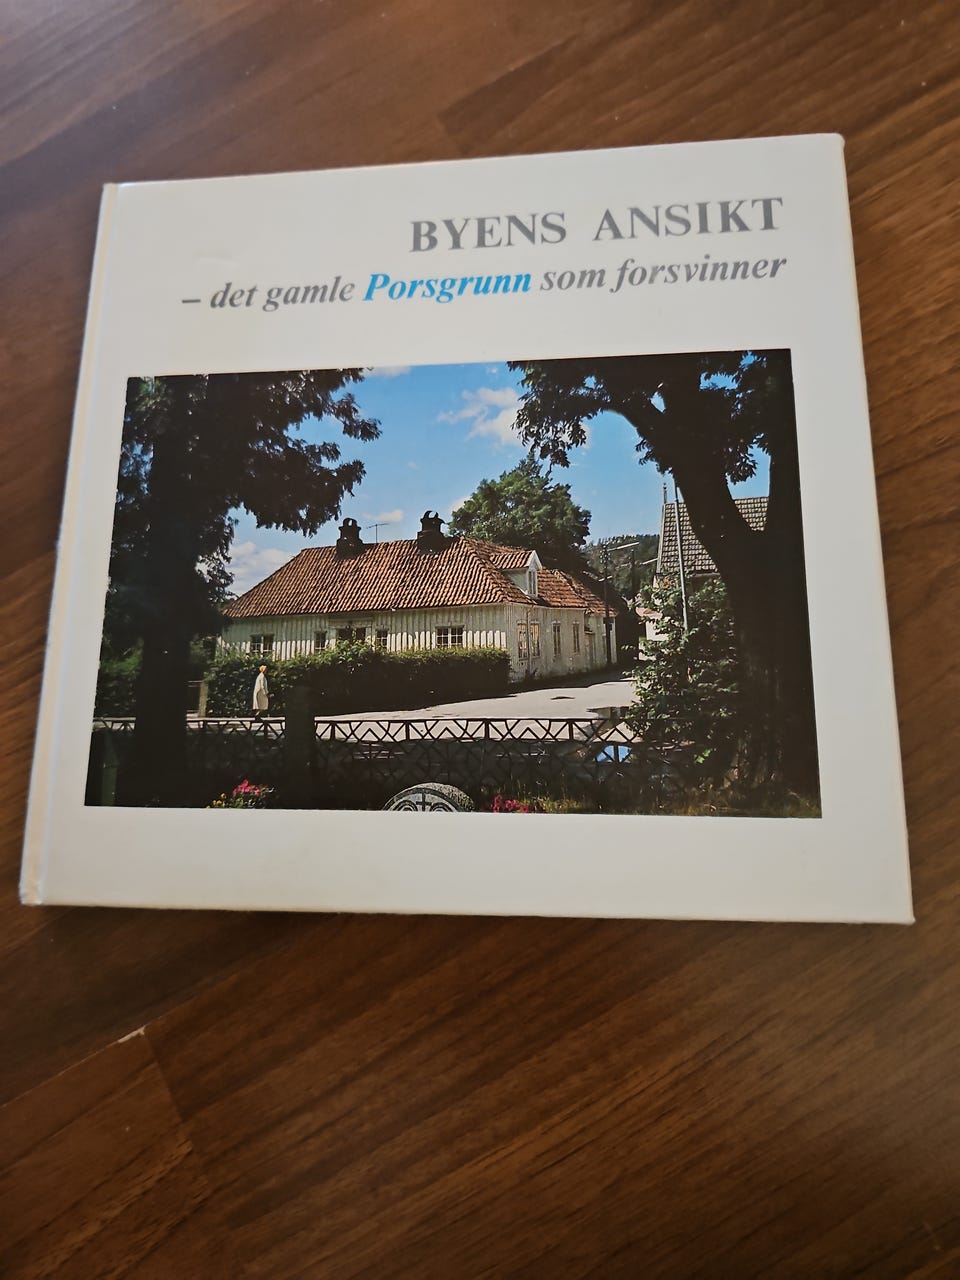 BYENS ANSIKT
– det gamle Porsgrunn som forsvinner